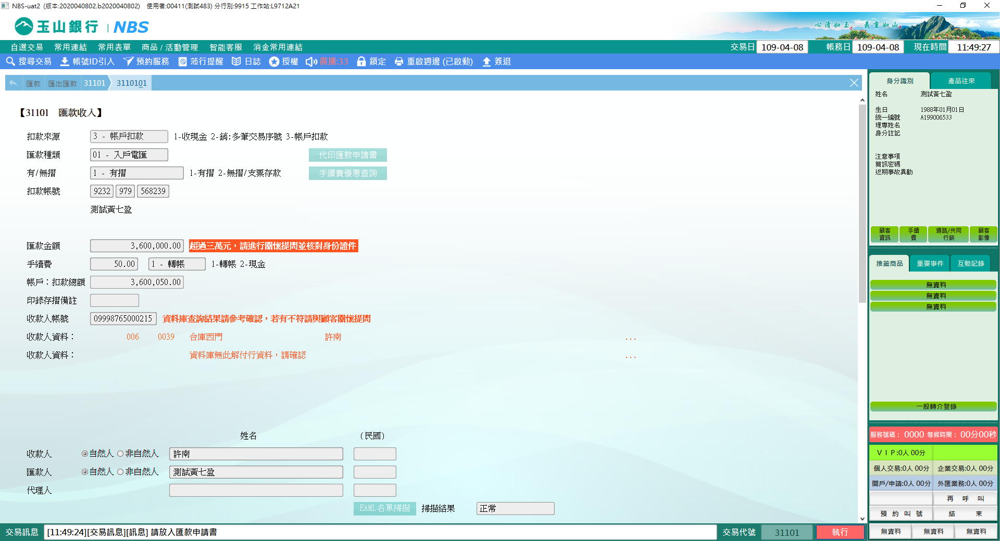 NBS-uat2 (版本:2020040802.b2020040802) 使用者:00411(測試483) 分行別:9915 工作站:L9712A21
玉山銀行 | NBS
心清如玉 義重如山
自選交易 常用連結 常用表單 商品 / 活動管理 智能客服 消金常用連結 交易日 109-04-08 帳務日 109-04-08 現在時間 11:49:27
搜尋交易 帳號ID引入 預約服務 蒞行提醒 日誌 授權 廣播:33 鎖定 重啟週邊 (已啟動) 簽退
匯款 匯出匯款 31101 3110101
【31101 匯款收入】
扣款來源 3 - 帳戶扣款 1-收現金 2-銷:多筆交易序號 3-帳戶扣款
匯款種類 01 - 入戶電匯 代印匯款申請書
有/無摺 1 - 有摺 1-有摺 2-無摺/支票存款 手續費優惠查詢
扣款帳號 9232 979 568239
測試黃七盈
匯款金額 3,600,000.00 超過三萬元，請進行關懷提問並核對身份證件
手續費 50.00 1 - 轉帳 1-轉帳 2-現金
帳戶：扣款總額 3,600,050.00
印錄存摺備註
收款人帳號 09998765000215 資料庫查詢結果請參考確認，若有不符請與顧客關懷提問
收款人資料： 006 0039 合庫西門 許南 ...
收款人資料： 資料庫無此解付行資料，請確認 ...
姓名 （民國）
收款人 自然人 非自然人 許南
匯款人 自然人 非自然人 測試黃七盈
代理人
EAML名單掃描 掃描結果 正常
交易訊息 [11:49:24][交易訊息][訊息] 請放入匯款申請書 交易代號 31101 執行
身分識別 產品往來
姓名 測試黃七盈
生日 1988年01月01日
統一編號 A199006533
理專姓名
身分註記
注意事項
簡訊密碼
近期事故異動
顧客資訊 手續費 通路/共同行銷 顧客影像
推薦商品 重要事件 互動記錄
無資料
無資料
無資料
一般轉介登錄
服務號碼： 0000 等候時間： 00分00秒
ＶＩＰ:0人 00分
個人交易:0人 00分 企業交易:0人 00分
開戶/申請:0人 00分 外匯業務:0人 00分
再 呼 叫
預 約 叫 號 結 束
無資料 無資料 無資料